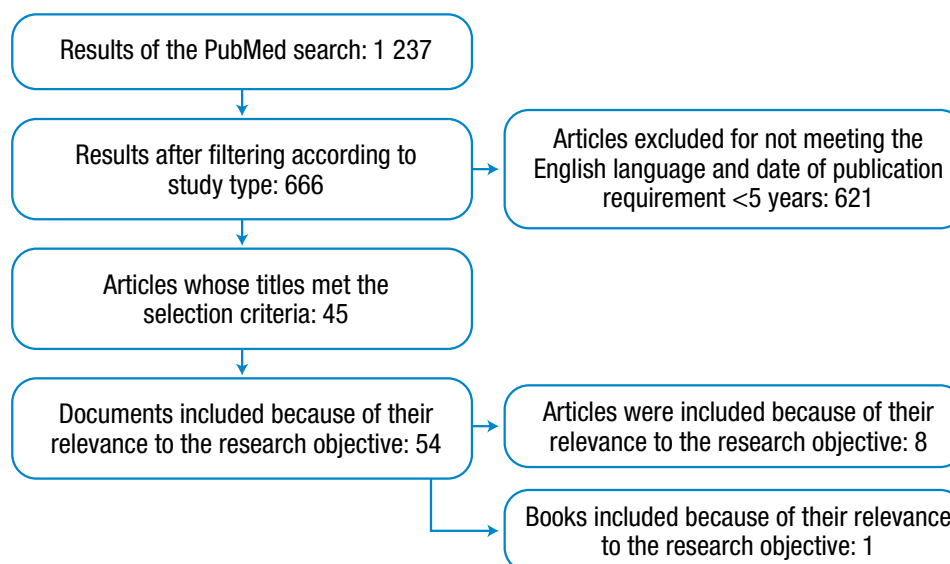 Results of the PubMed search: 1 237
Results after filtering according to
study type: 666
Articles excluded for not meeting the
English language and date of publication
requirement <5 years: 621
Articles whose titles met the
selection criteria: 45
Documents included because of their
relevance to the research objective: 54
Articles were included because of their
relevance to the research objective: 8
Books included because of their relevance
to the research objective: 1